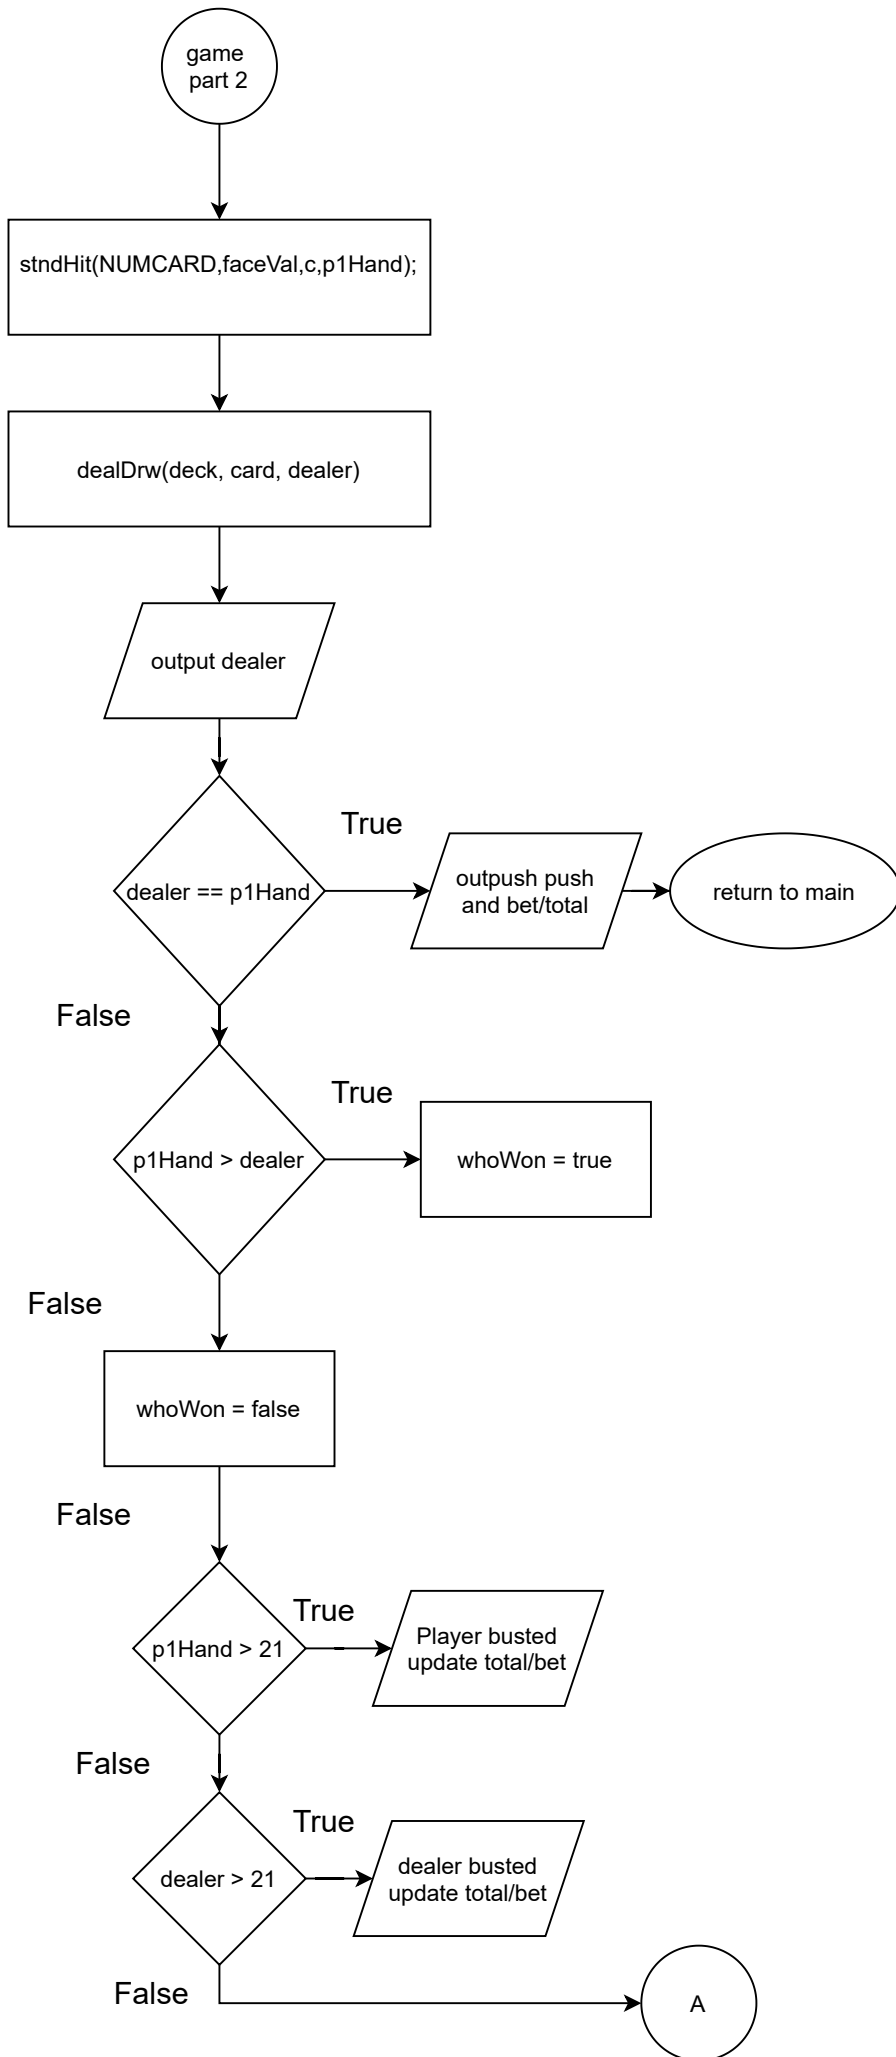 game
part 2
stndHit(NUMCARD,faceVal,c,p1Hand);
dealDrw(deck, card, dealer)
output dealer
dealer == p1Hand
True
outpush push
and bet/total
return to main
False
p1Hand > dealer
True
whoWon = true
False
whoWon = false
False
p1Hand > 21
True
Player busted
update total/bet
False
dealer > 21
True
dealer busted
update total/bet
False
A